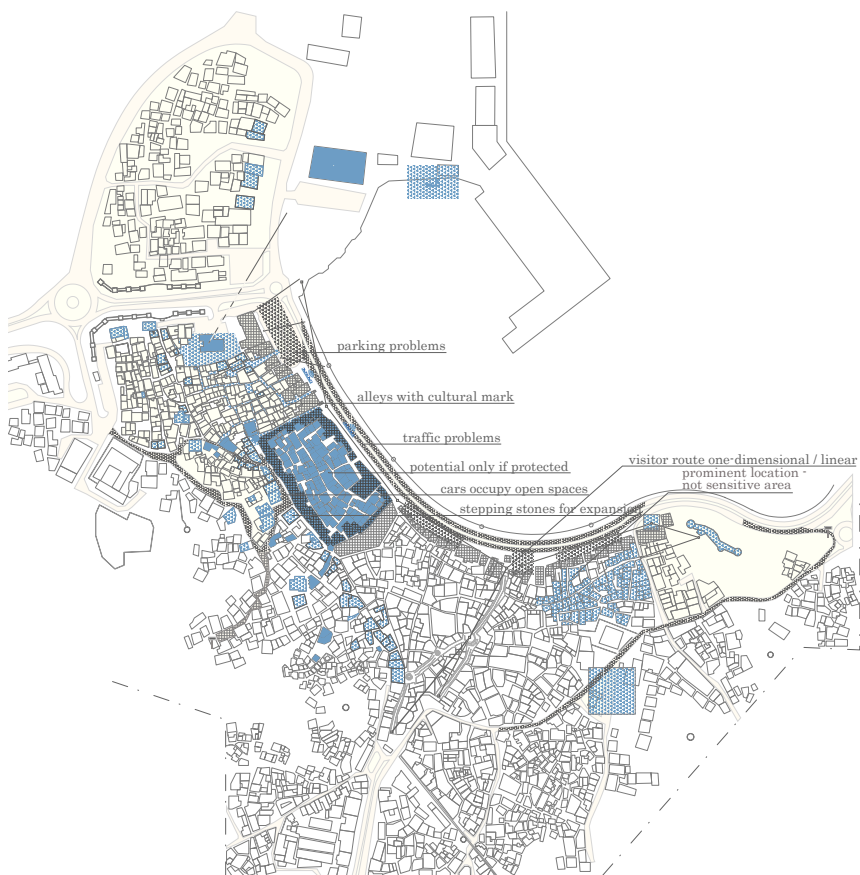 parking problems
alleys with cultural mark
traffic problems
visitor route one-dimensional / linear
potential only if protected
prominent location -
not sensitive area
cars occupy open spaces
stepping stones for expansion